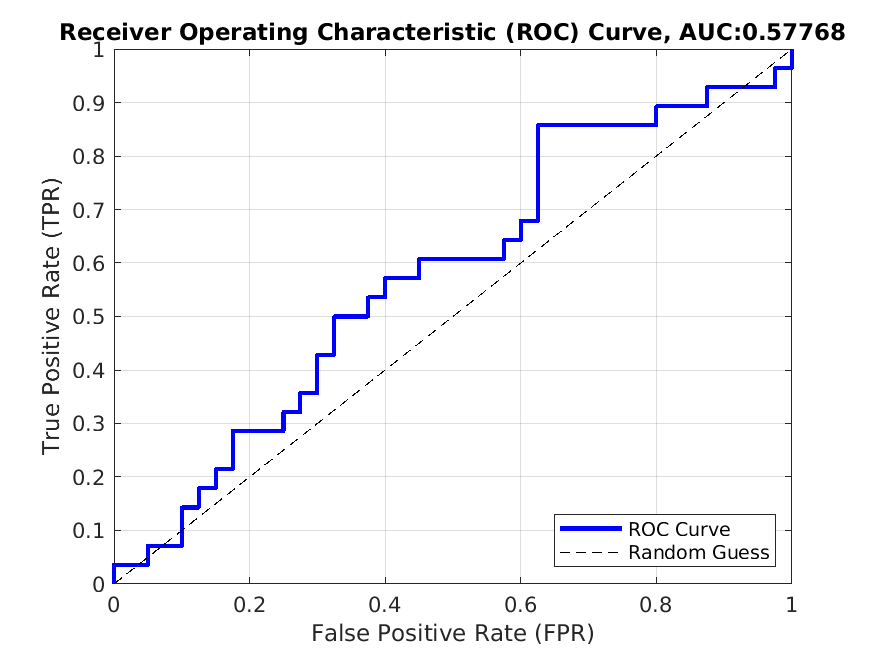 Receiver Operating Characteristic (ROC) Curve, AUC:0.57768
1
0.9
0.8
0.7
0.6
0.5
0.4
0.3
0.2
0.1
0
True Positive Rate (TPR)
ROC Curve
Random Guess
0 0.2 0.4 0.6 0.8 1
False Positive Rate (FPR)